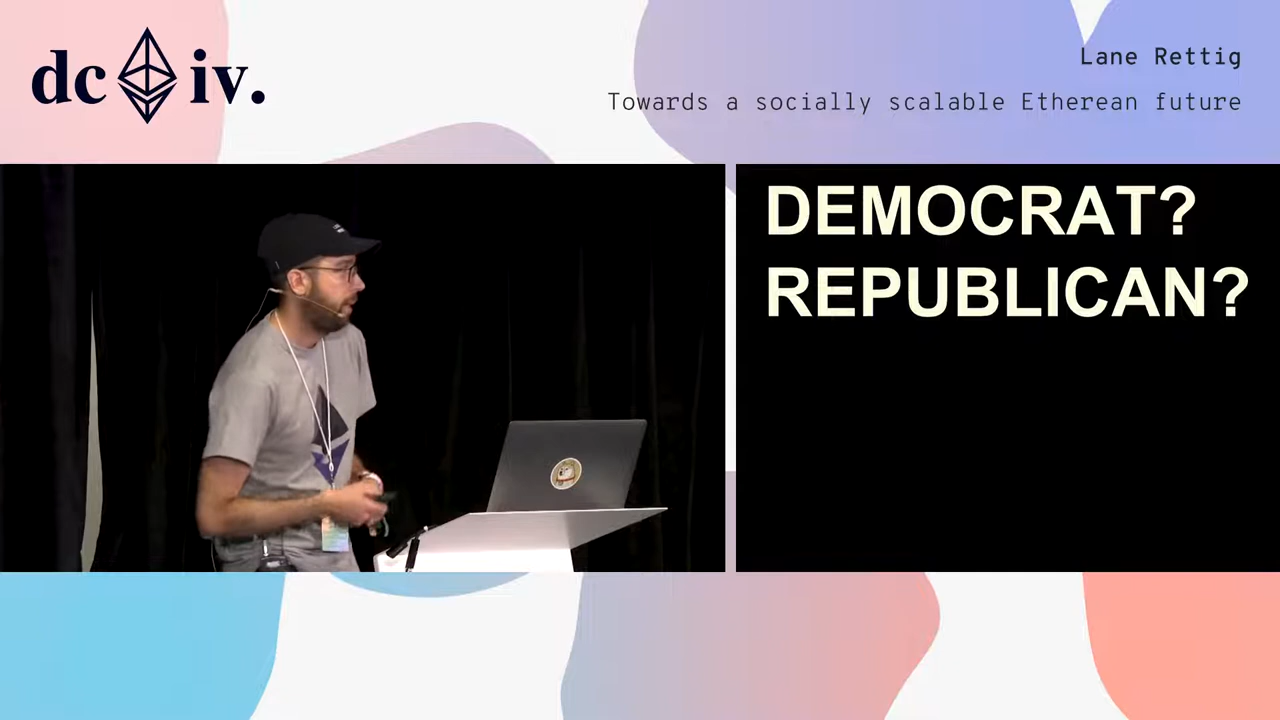 dc iv.
Lane Rettig
Towards a socially scalable Etherean future
DEMOCRAT?
REPUBLICAN?